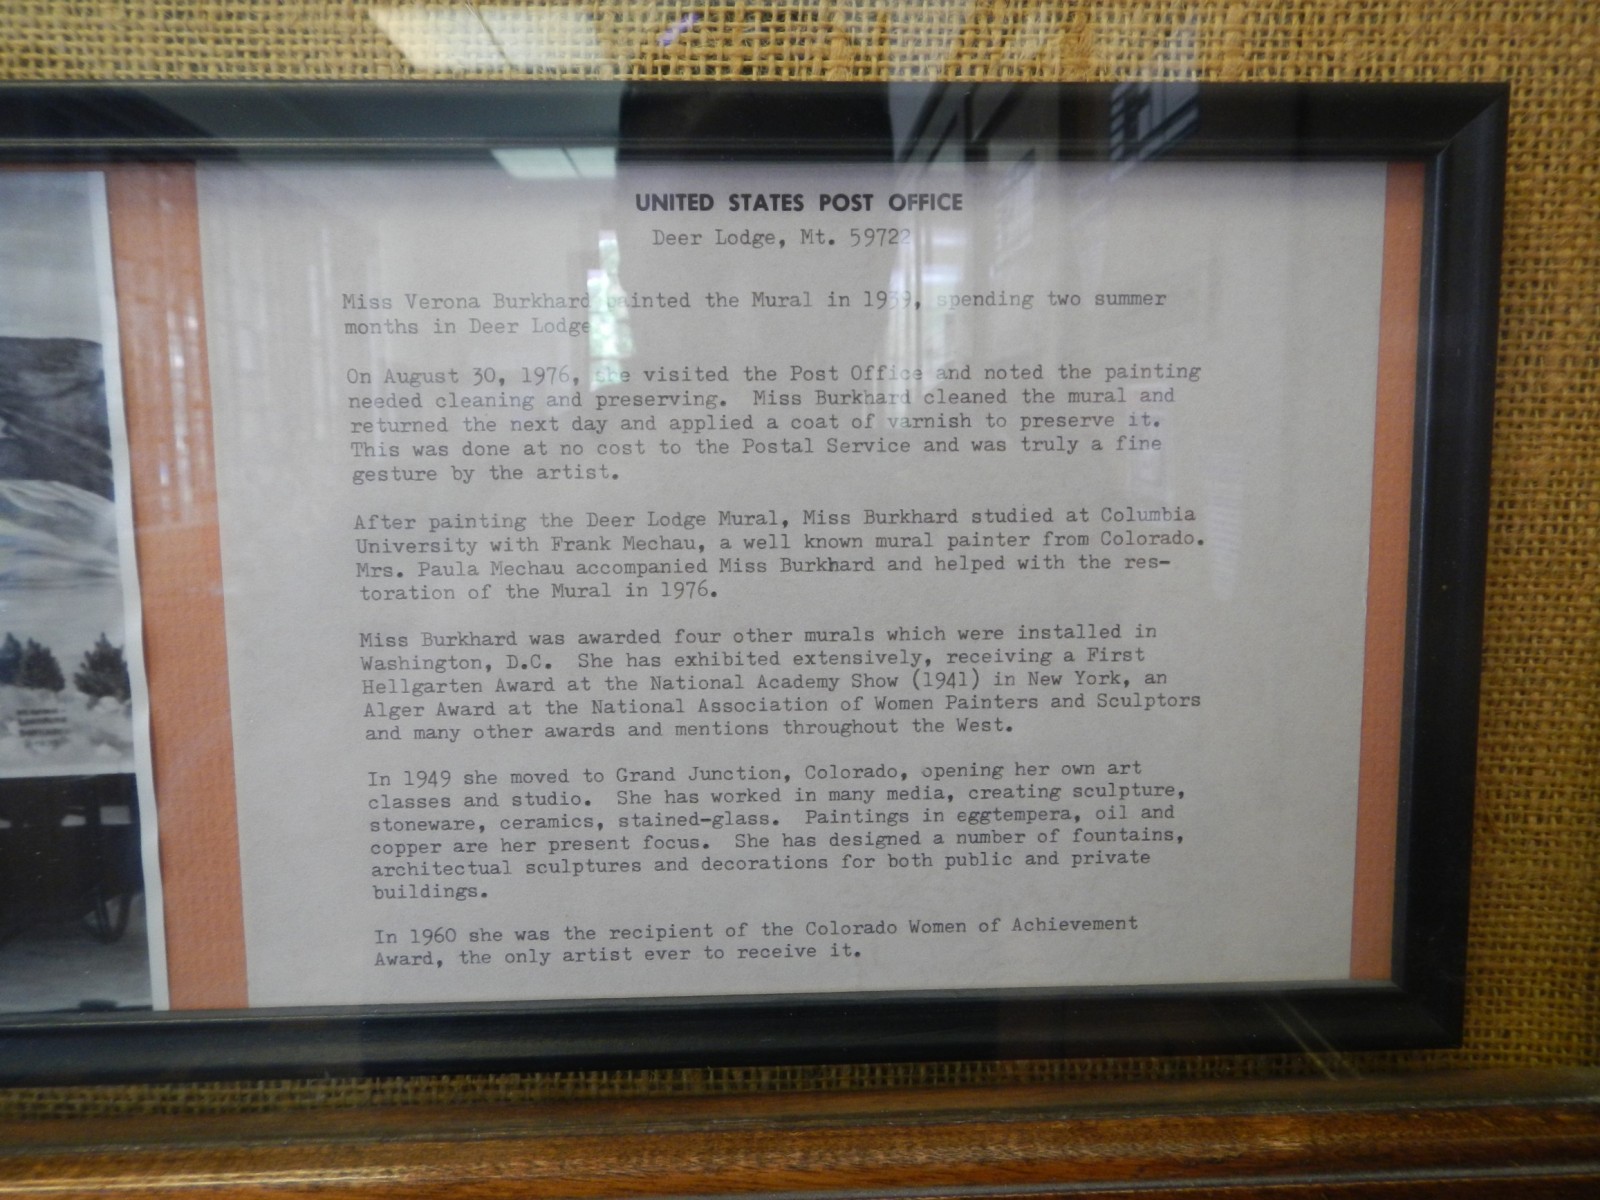 UNITED STATES POST OFFICE
Deer Lodge, Mt. 59722
Miss Verona Burkhard painted the Mural in 1939, spending two summer
months in Deer Lodge
On August 30, 1976, she visited the Post Office and noted the painting
needed cleaning and preserving. Miss Burkhard cleaned the mural and
returned the next day and applied a coat of varnish to preserve it.
This was done at no cost to the Postal Service and was truly a fine
gesture by the artist.
After painting the Deer Lodge Mural, Miss Burkhard studied at Columbia
University with Frank Mechau, a well known mural painter from Colorado.
Mrs. Paula Mechau accompanied Miss Burkhard and helped with the res-
toration of the Mural in 1976.
Miss Burkhard was awarded four other murals which were installed in
Washington, D.C. She has exhibited extensively, receiving a First
Hellgarten Award at the National Academy Show (1941) in New York, an
Alger Award at the National Association of Women Painters and Sculptors
and many other awards and mentions throughout the West.
In 1949 she moved to Grand Junction, Colorado, opening her own art
classes and studio. She has worked in many media, creating sculpture,
stoneware, ceramics, stained-glass. Paintings in eggtempera, oil and
copper are her present focus. She has designed a number of fountains,
architectual sculptures and decorations for both public and private
buildings.
In 1960 she was the recipient of the Colorado Women of Achievement
Award, the only artist ever to receive it.